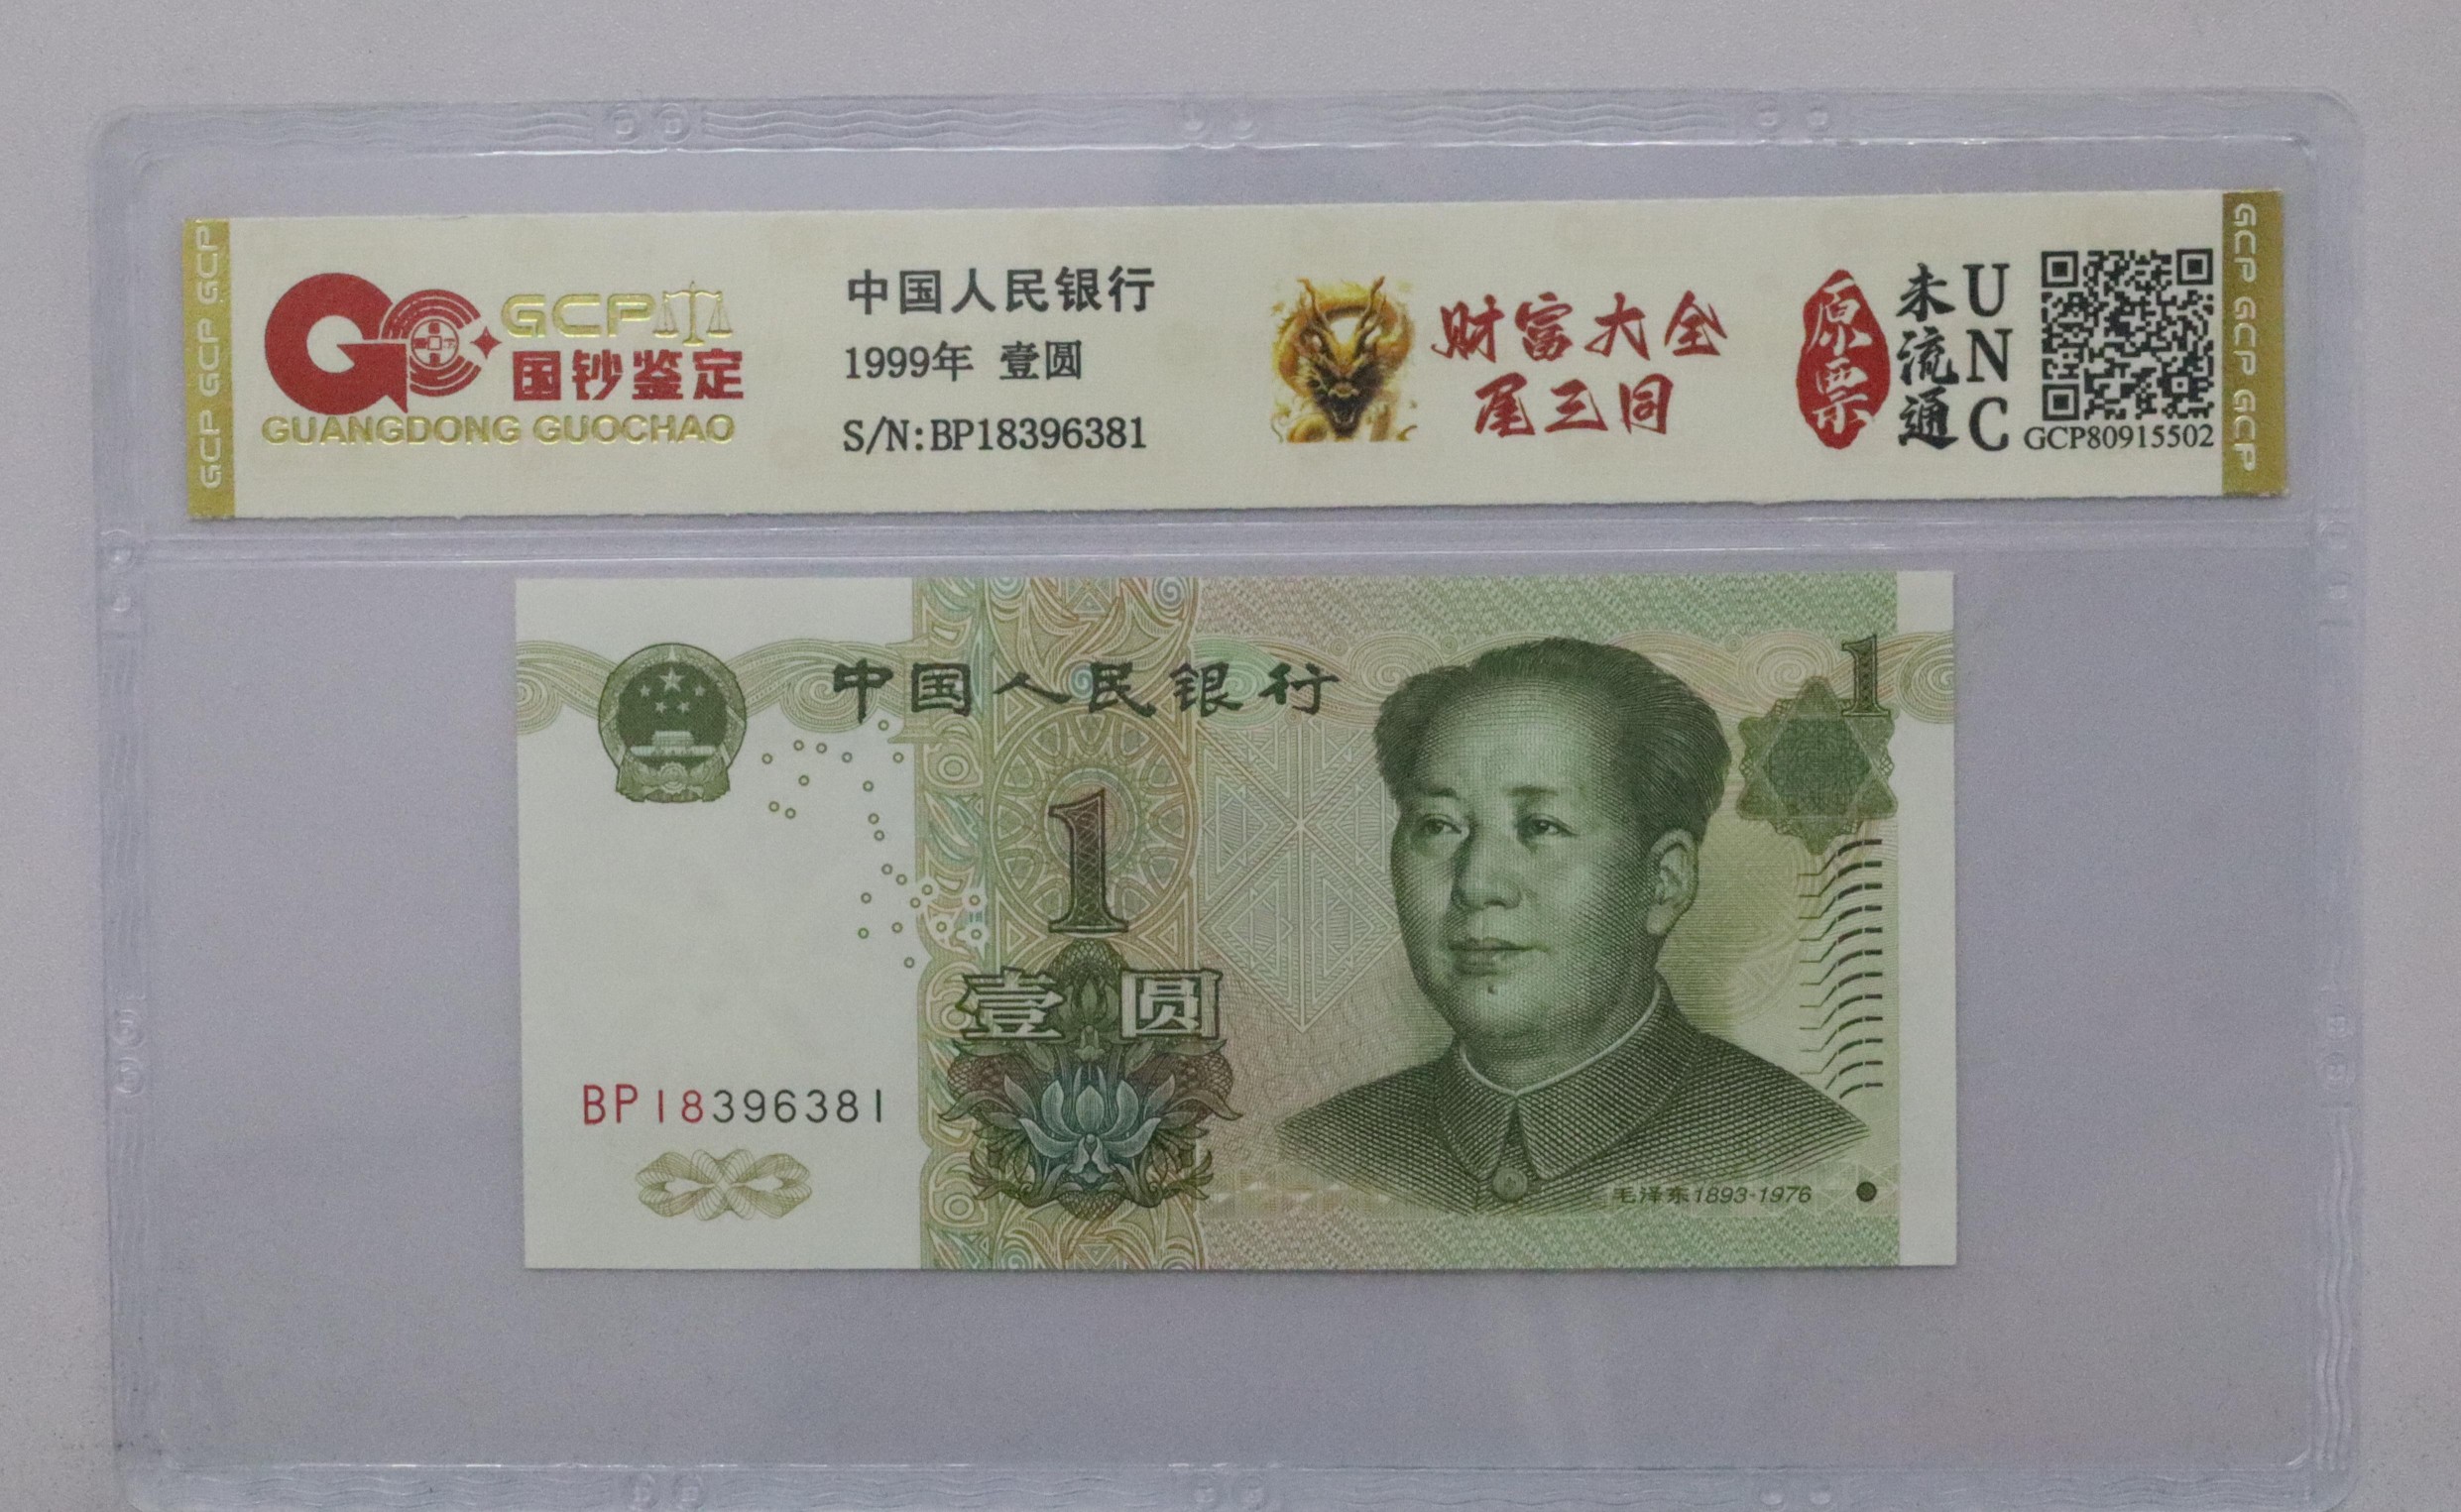 GCP GCP GCP
GCP
国钞鉴定
GUANGDONG GUOCHAO
中国人民银行
1999年 壹圆
S/N:BP18396381
财富大全
尾三同
原票
未流通
UNC
GCP80915502
GCP GCP GCP
中国人民银行
1
1
壹圆
BP18396381
毛泽东1893-1976